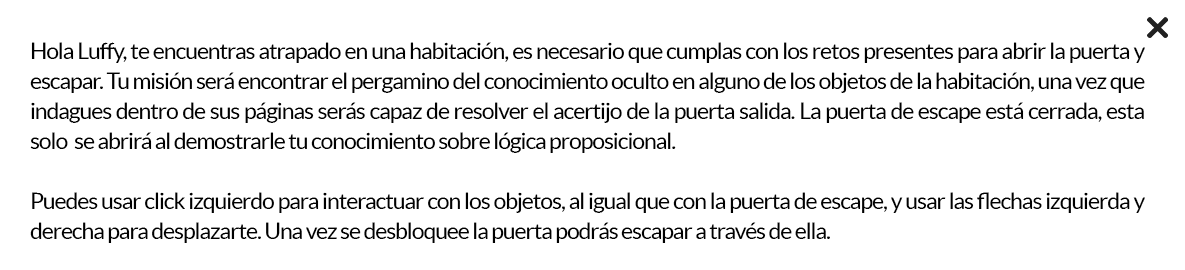 Hola Luffy, te encuentras atrapado en una habitación, es necesario que cumplas con los retos presentes para abrir la puerta y
escapar. Tu misión será encontrar el pergamino del conocimiento oculto en alguno de los objetos de la habitación, una vez que
indagues dentro de sus páginas serás capaz de resolver el acertijo de la puerta salida. La puerta de escape está cerrada, esta
solo  se abrirá al demostrarle tu conocimiento sobre lógica proposicional.
Puedes usar click izquierdo para interactuar con los objetos, al igual que con la puerta de escape, y usar las flechas izquierda y
derecha para desplazarte. Una vez se desbloquee la puerta podrás escapar a través de ella.